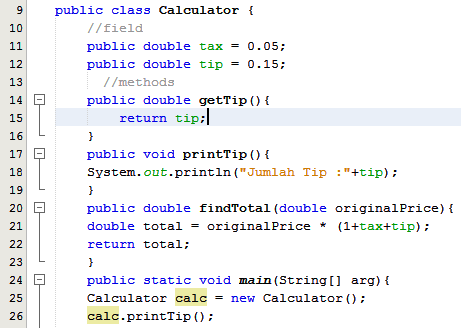 9 public class Calculator {
10 //field
11 public double tax = 0.05;
12 public double tip = 0.15;
13 //methods
14 public double getTip(){
15 return tip;
16 }
17 public void printTip(){
18 System.out.println("Jumlah Tip :"+tip);
19 }
20 public double findTotal(double originalPrice){
21 double total = originalPrice * (1+tax+tip);
22 return total;
23 }
24 public static void main(String[] arg){
25 Calculator calc = new Calculator();
26 calc.printTip();